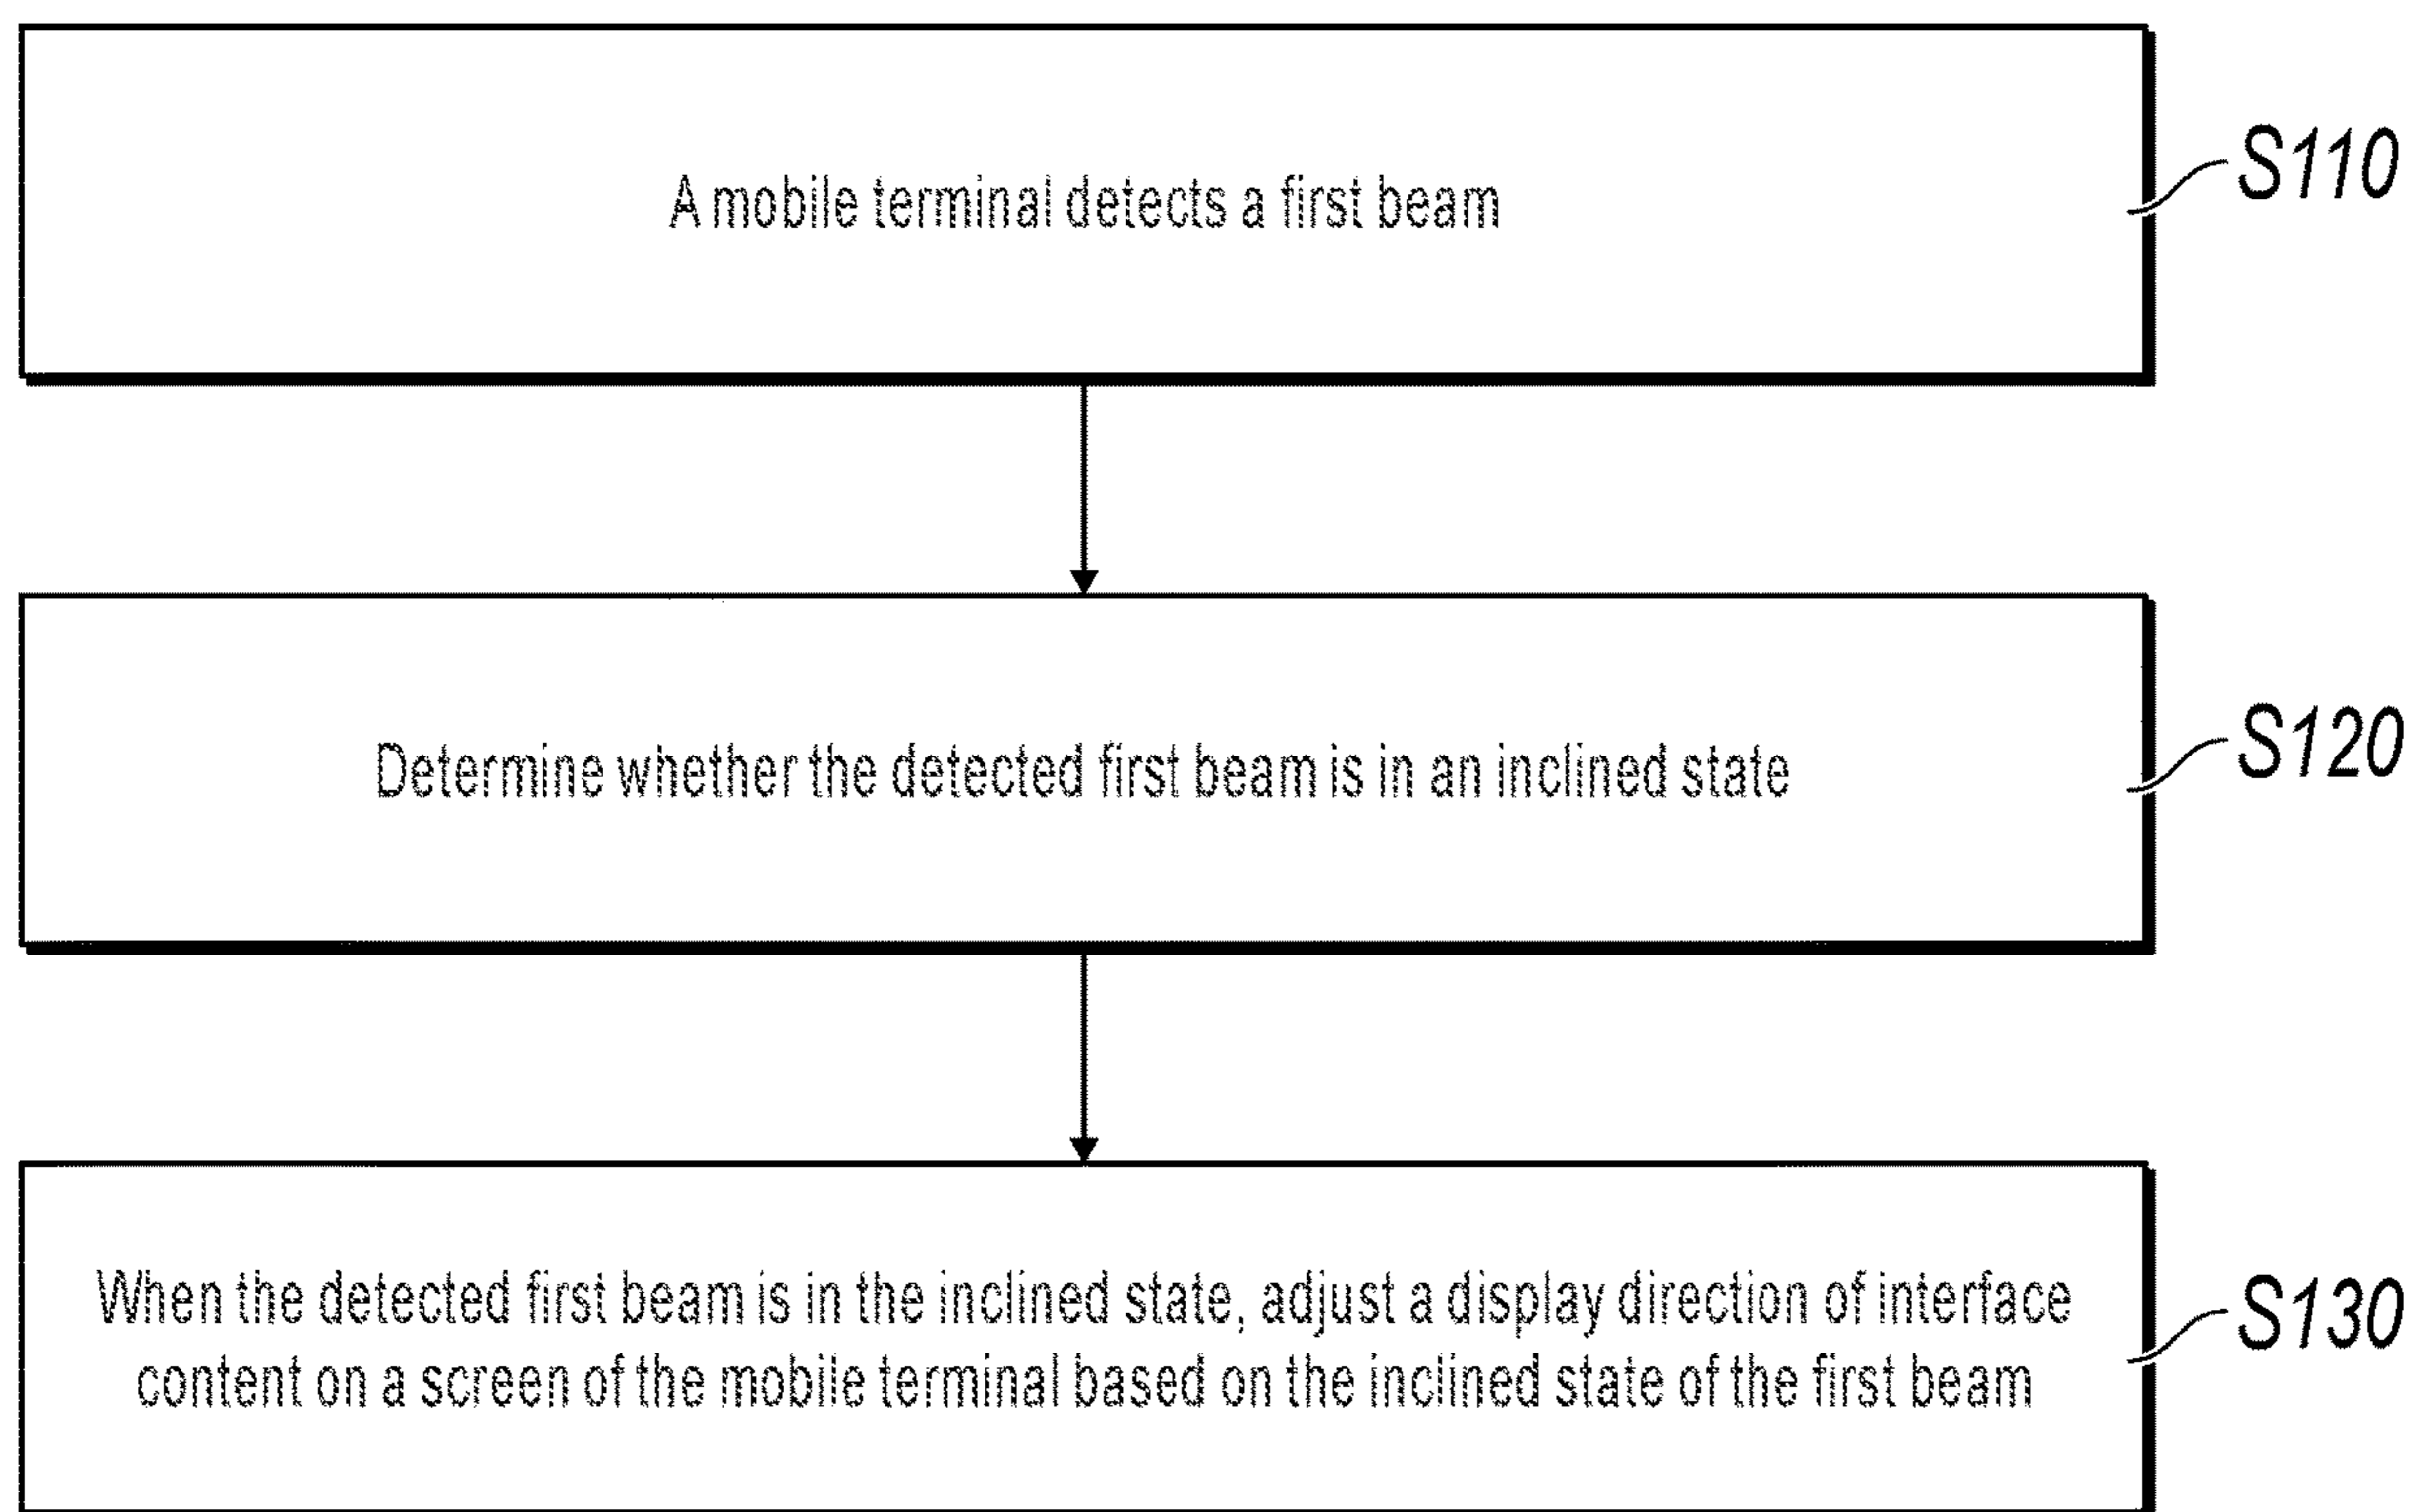 A mobile terminal detects a first beam
S110
Determine whether the detected first beam is in an inclined state
S120
When the detected first beam is in the inclined state, adjust a display direction of interface
content on a screen of the mobile terminal based on the inclined state of the first beam
S130